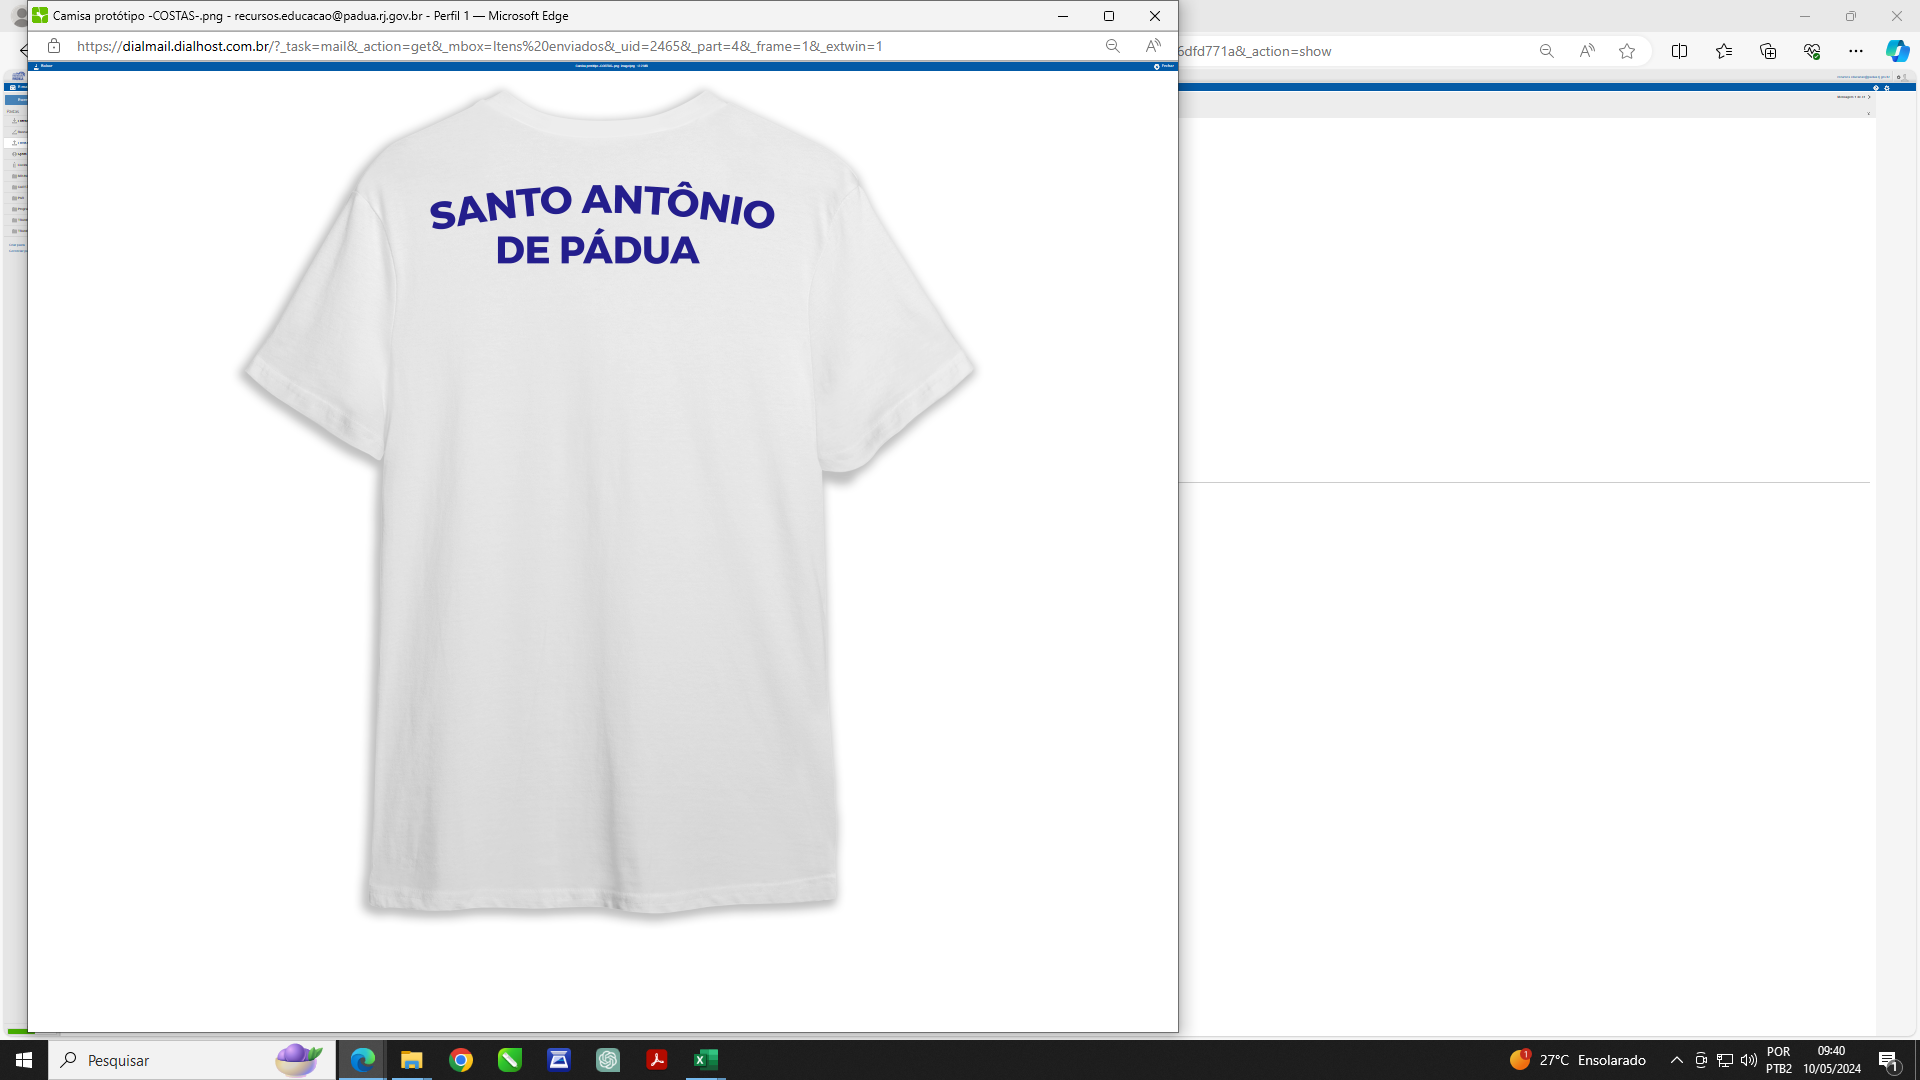 Camisa protótipo -COSTAS-.png - recursos.educacao@padua.rj.gov.br - Perfil 1 — Microsoft Edge
https://dialmail.dialhost.com.br/?_task=mail&_action=get&_mbox=Itens%20enviados&_uid=2465&_part=4&_frame=1&_extwin=1
6dfd771a&_action=show
SANTO ANTÔNIO
DE PÁDUA
Pesquisar
1
27°C Ensolarado
POR
PTB2
09:40
10/05/2024
1